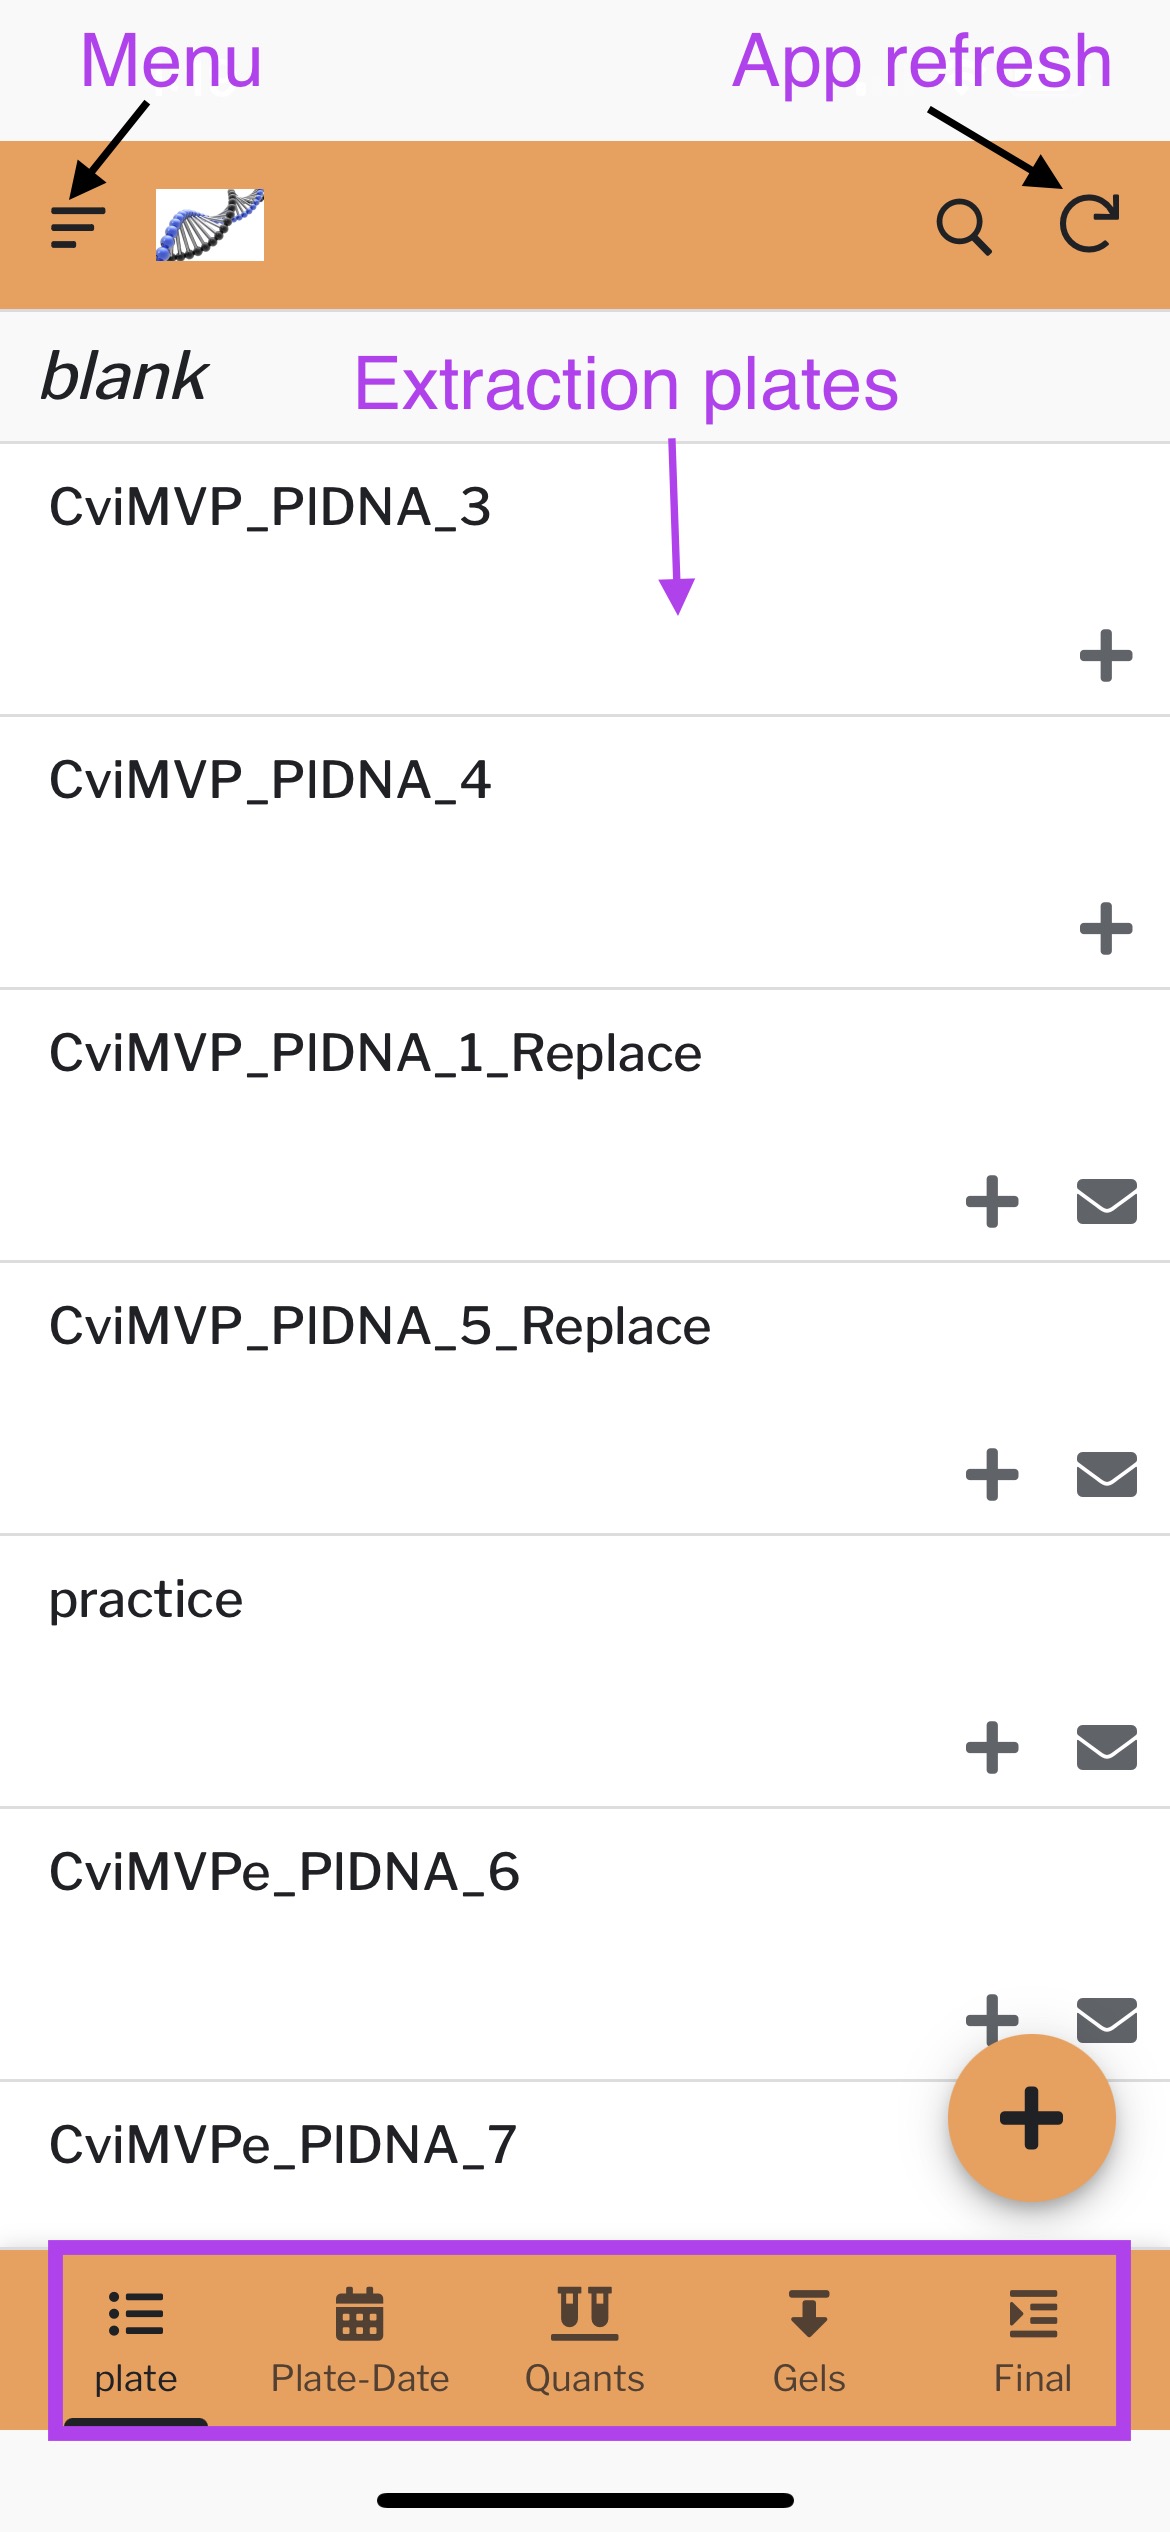 Menu
App refresh
blank
Extraction plates
CviMVP_PIDNA_3
CviMVP_PIDNA_4
CviMVP_PIDNA_1_Replace
CviMVP_PIDNA_5_Replace
practice
CviMVPe_PIDNA_6
CviMVPe_PIDNA_7
plate
Plate-Date
Quants
Gels
Final